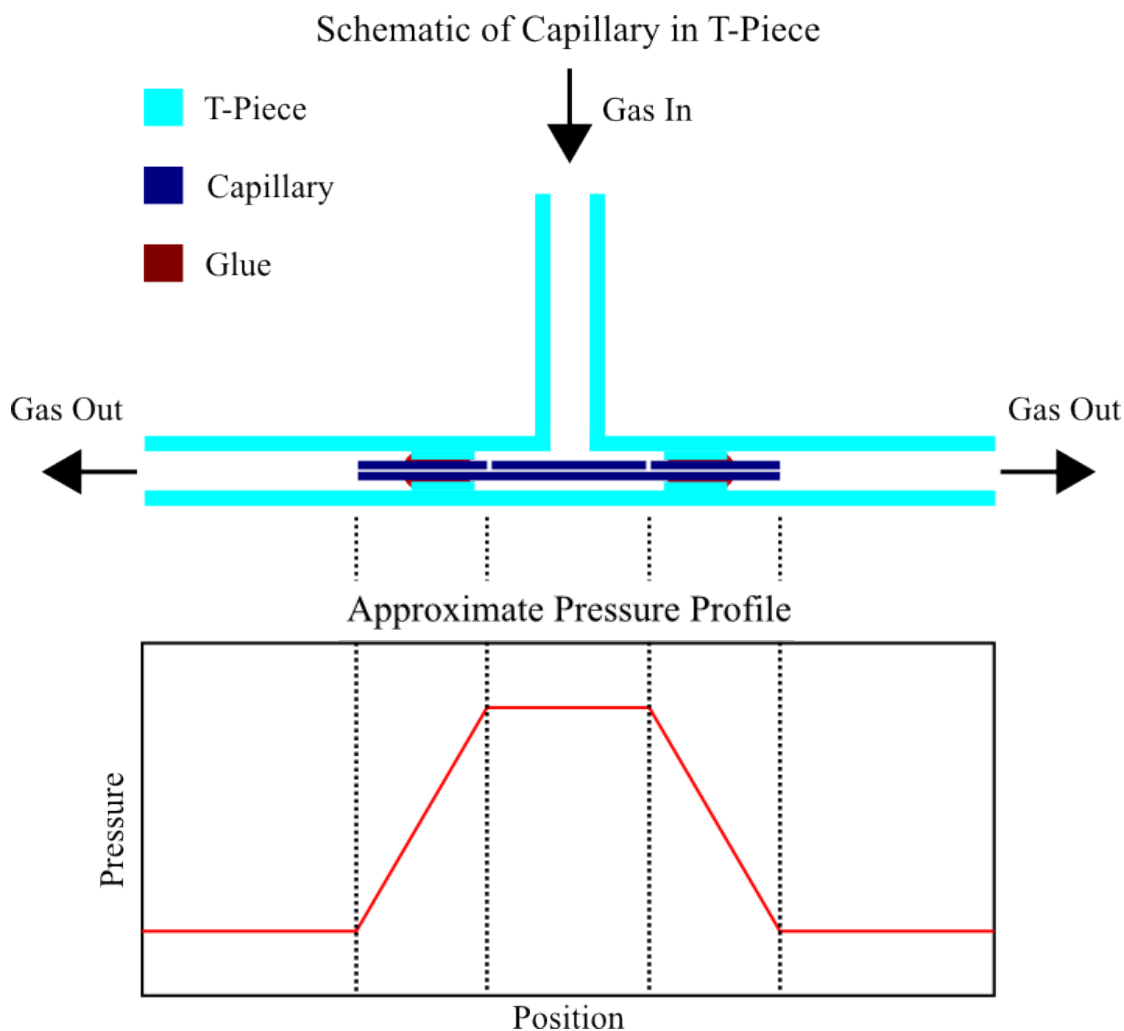 Schematic of Capillary in T-Piece
Gas In
T-Piece
Capillary
Glue
Gas Out
Gas Out
Approximate Pressure Profile
Pressure
Position